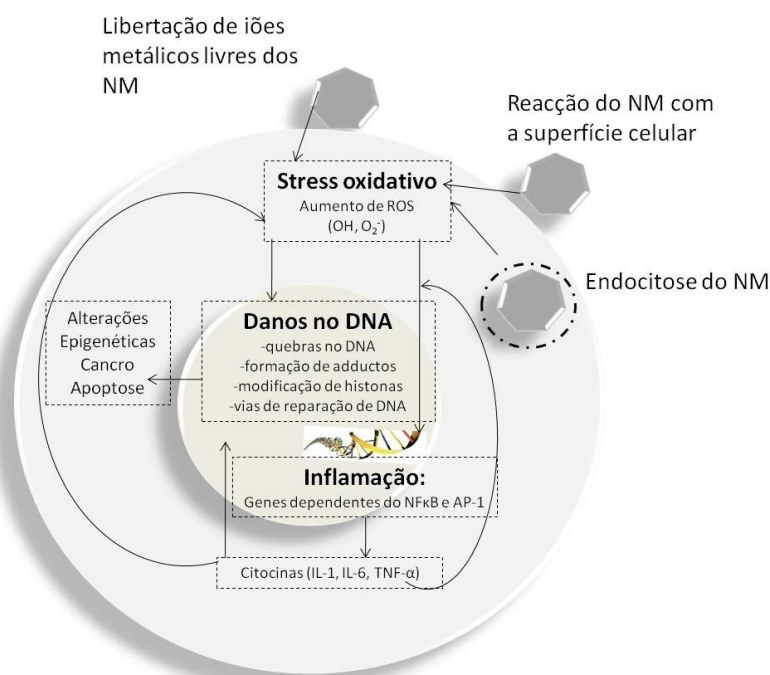 Libertação de iões
metálicos livres dos
NM
Reacção do NM com
a superfície celular
Stress oxidativo
Aumento de ROS
(OH, O₂⁻)
Endocitose do NM
Alterações
Epigenéticas
Cancro
Apoptose
Danos no DNA
-quebras no DNA
-formação de adductos
-modificação de histonas
-vias de reparação de DNA
Inflamação:
Genes dependentes do NFκB e AP-1
Citocinas (IL-1, IL-6, TNF-α)